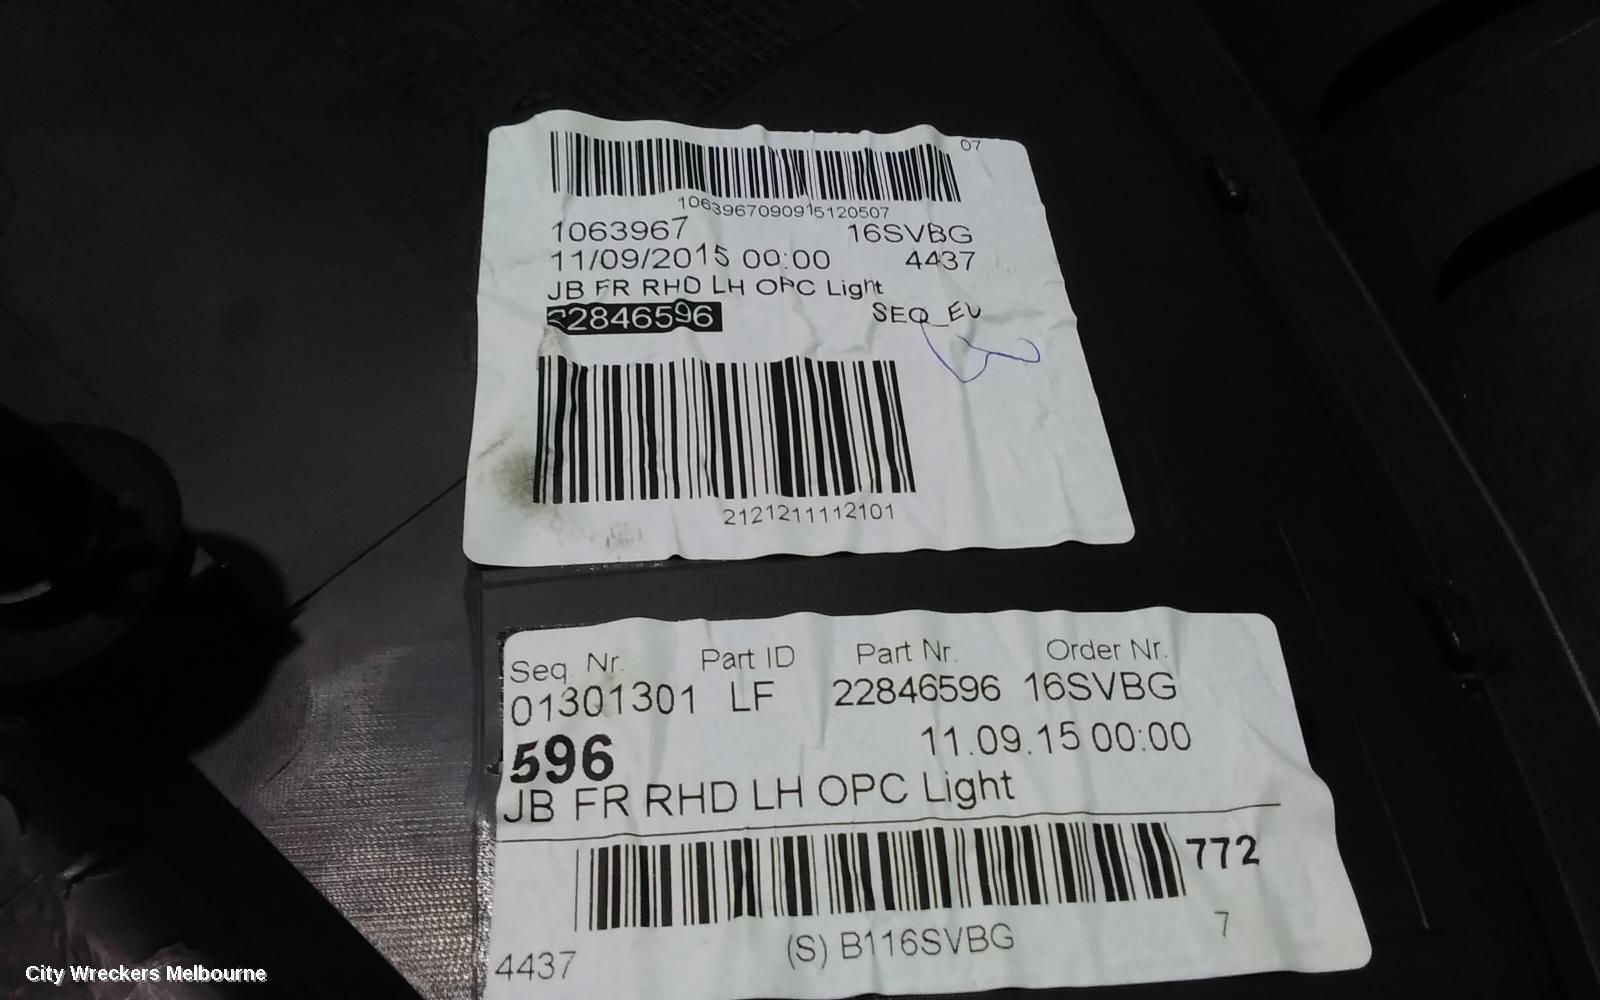 07
1063967090915120507
1063967 16SVBG
11/09/2015 00:00 4437
JB FR RHD LH OPC Light
22846596 SEQ_EU
2121211112101
Seq. Nr. Part ID Part Nr. Order Nr.
01301301 LF 22846596 16SVBG
596 11.09.15 00:00
JB FR RHD LH OPC Light
772
(S) B116SVBG 7
4437
City Wreckers Melbourne